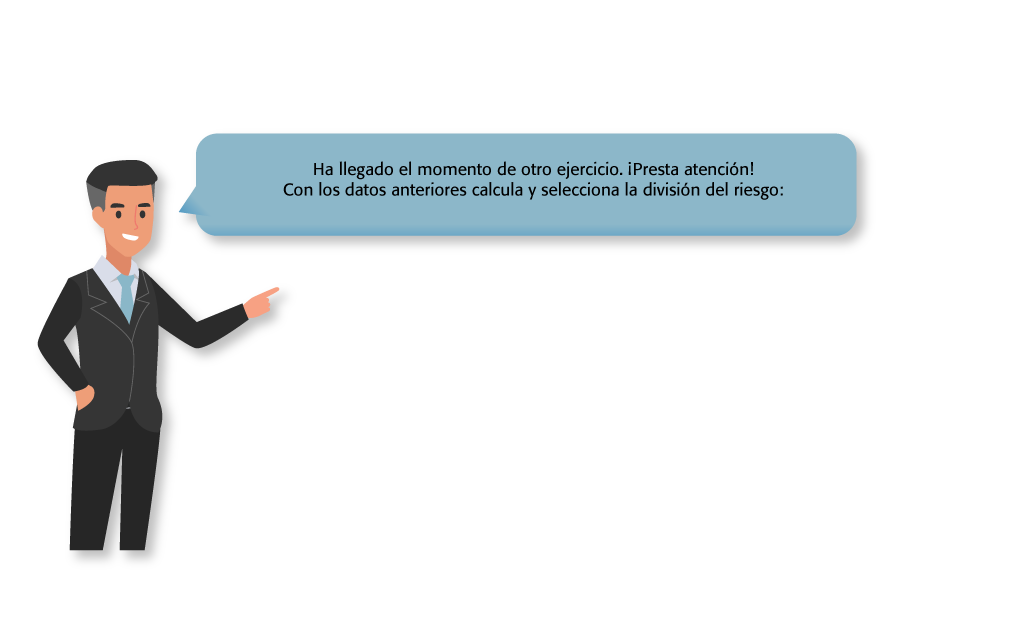 Ha llegado el momento de otro ejercicio. ¡Presta atención!
Con los datos anteriores calcula y selecciona la división del riesgo: